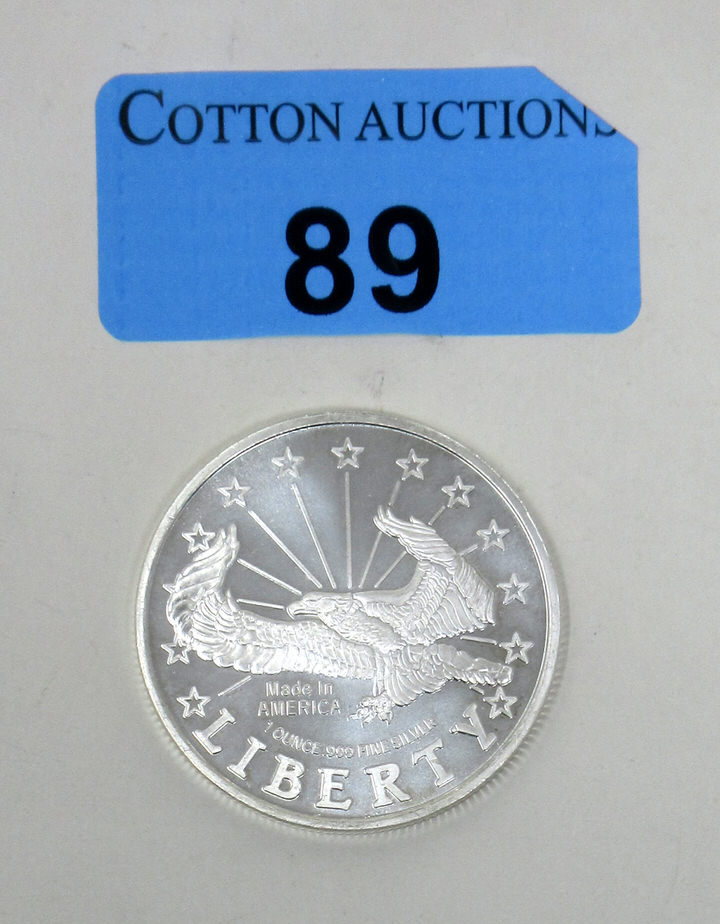 COTTON AUCTIONS
89
Made In
AMERICA
1 OUNCE .999 FINE SILVER
LIBERTY